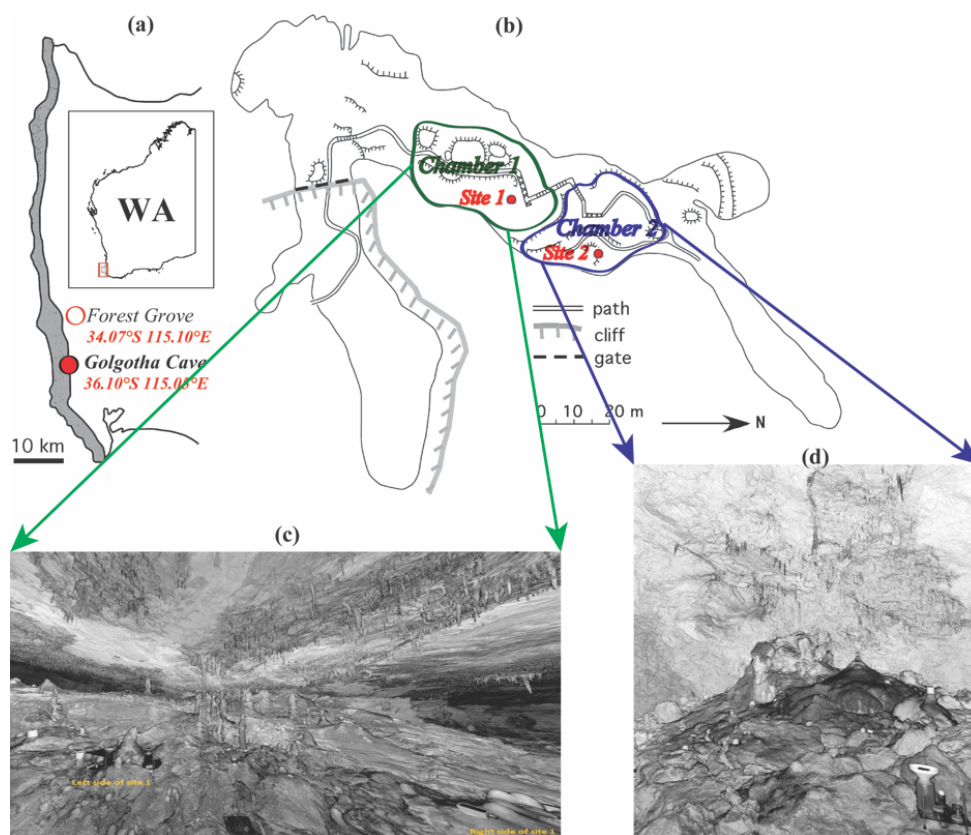 (a)
WA
Forest Grove
34.07°S 115.10°E
Golgotha Cave
36.10°S 115.05°E
10 km
(b)
Chamber 1
Site 1
Chamber 2
Site 2
path
cliff
gate
0 10 20 m
N
(c)
Left side of site 1
Right side of site 1
(d)